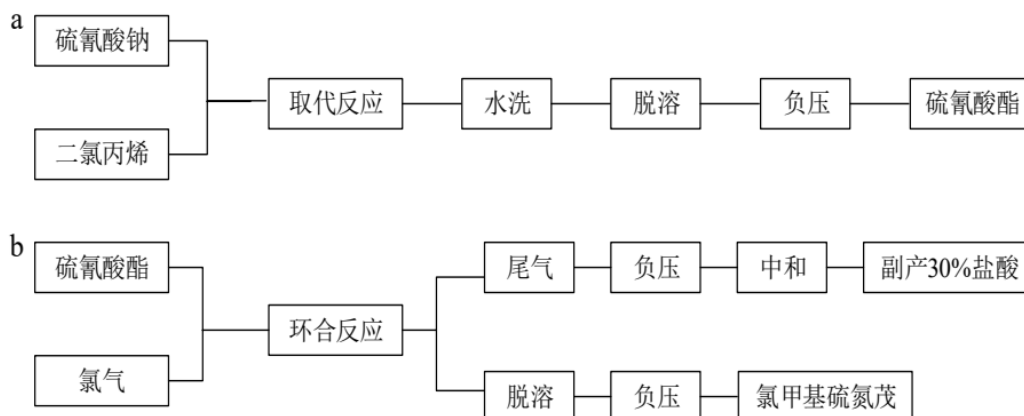 a
硫氰酸钠
二氯丙烯
取代反应
水洗
脱溶
负压
硫氰酸酯
b
硫氰酸酯
氯气
环合反应
尾气
负压
中和
副产30%盐酸
脱溶
负压
氯甲基硫氮茂